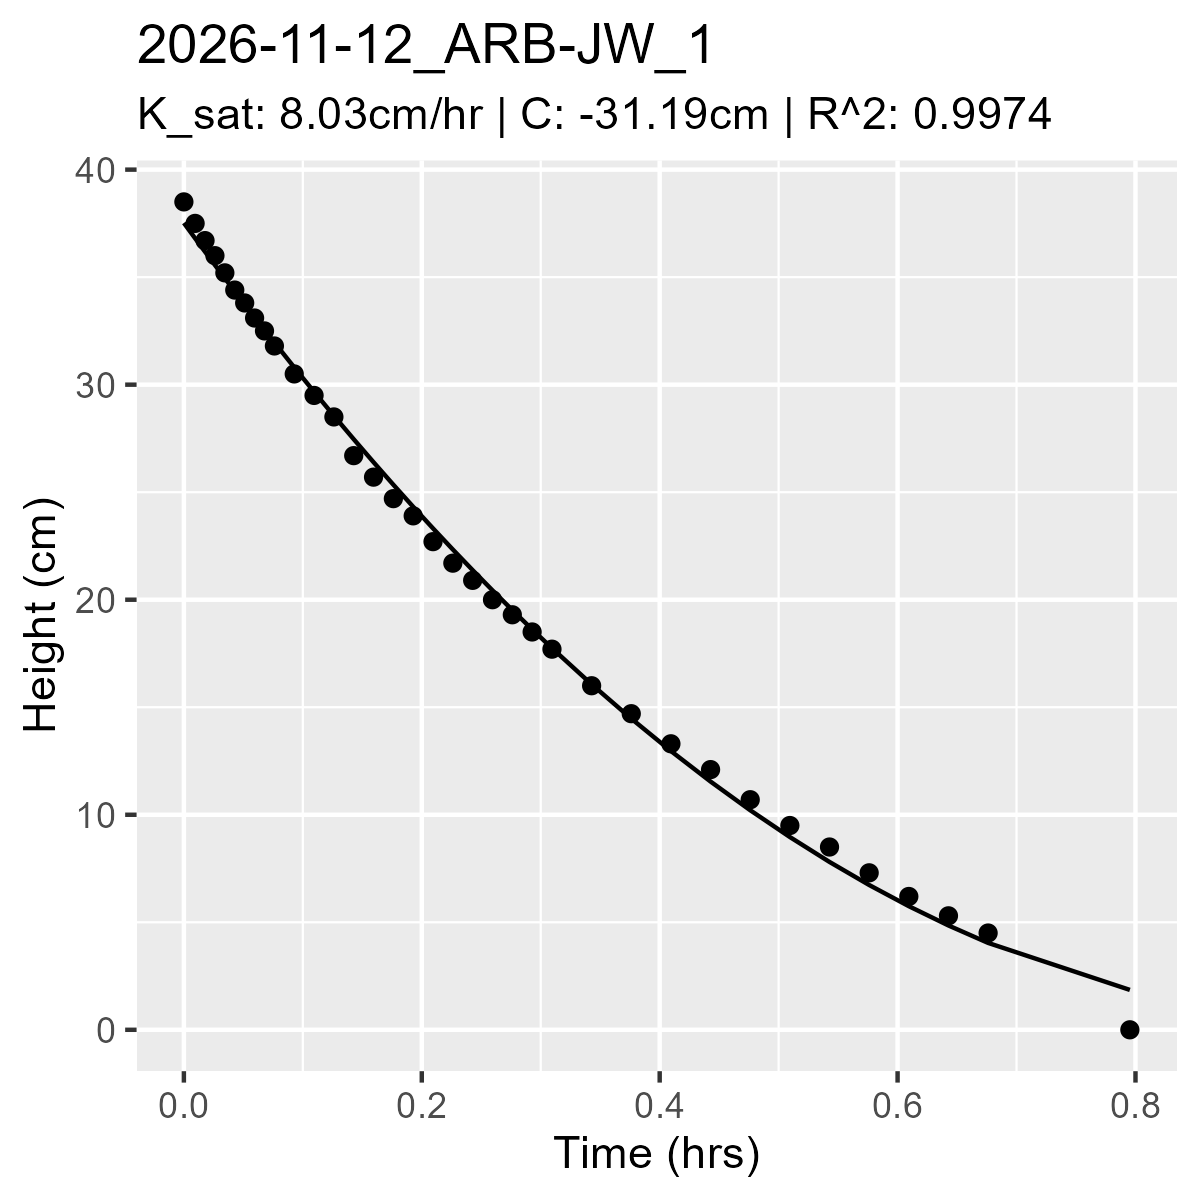 2026-11-12_ARB-JW_1
K_sat: 8.03cm/hr | C: -31.19cm | R^2: 0.9974
40
30
20
10
0
Height (cm)
0.0 0.2 0.4 0.6 0.8
Time (hrs)